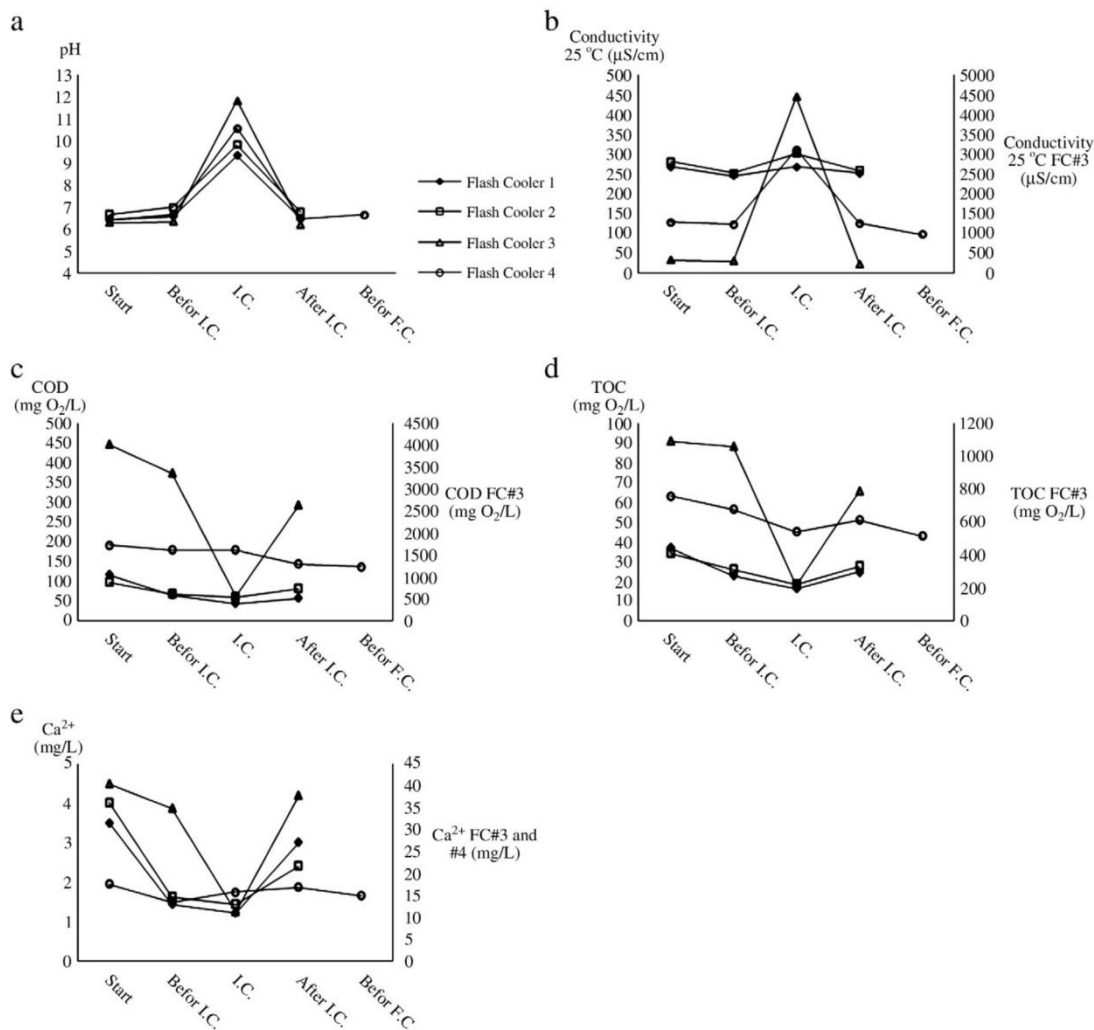 a
pH
13
12
11
10
9
8
7
6
5
4
Start
Befor I.C.
I.C.
After I.C.
Befor F.C.
Flash Cooler 1
Flash Cooler 2
Flash Cooler 3
Flash Cooler 4
b
Conductivity
25 °C (µS/cm)
500
450
400
350
300
250
200
150
100
50
0
5000
4500
4000
3500
3000
2500
2000
1500
1000
500
0
Conductivity
25 °C FC#3
(µS/cm)
Start
Befor I.C.
I.C.
After I.C.
Befor F.C.
c
COD
(mg O₂/L)
500
450
400
350
300
250
200
150
100
50
0
4500
4000
3500
3000
2500
2000
1500
1000
500
0
COD FC#3
(mg O₂/L)
Start
Befor I.C.
I.C.
After I.C.
Befor F.C.
d
TOC
(mg O₂/L)
100
90
80
70
60
50
40
30
20
10
0
1200
1000
800
600
400
200
0
TOC FC#3
(mg O₂/L)
Start
Befor I.C.
I.C.
After I.C.
Befor F.C.
e
Ca²⁺
(mg/L)
5
4
3
2
1
0
45
40
35
30
25
20
15
10
5
0
Ca²⁺ FC#3 and
#4 (mg/L)
Start
Befor I.C.
I.C.
After I.C.
Befor F.C